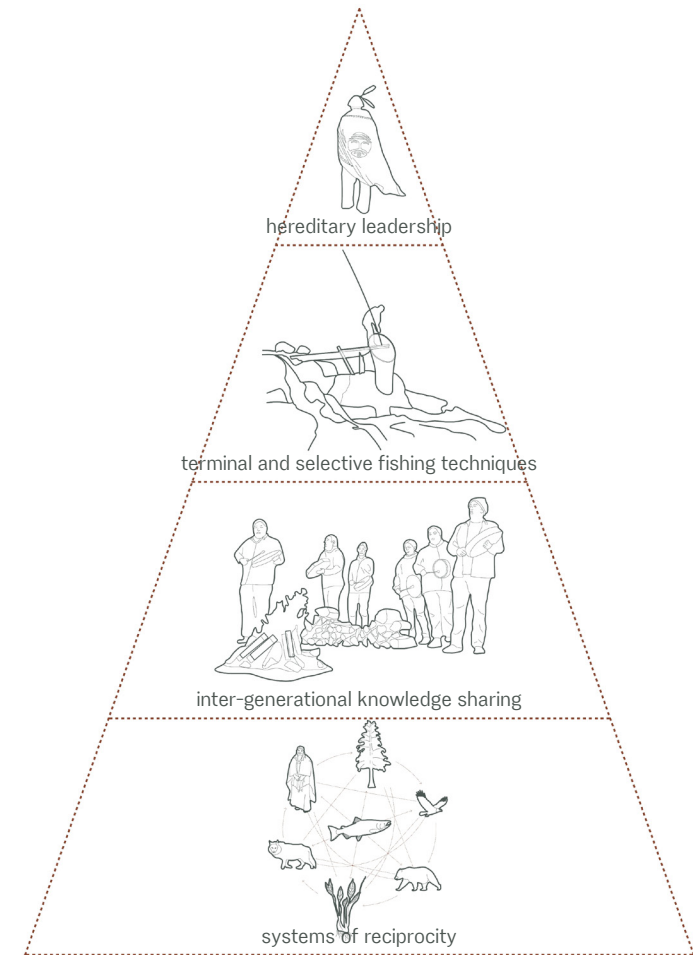 hereditary leadership
terminal and selective fishing techniques
inter-generational knowledge sharing
systems of reciprocity